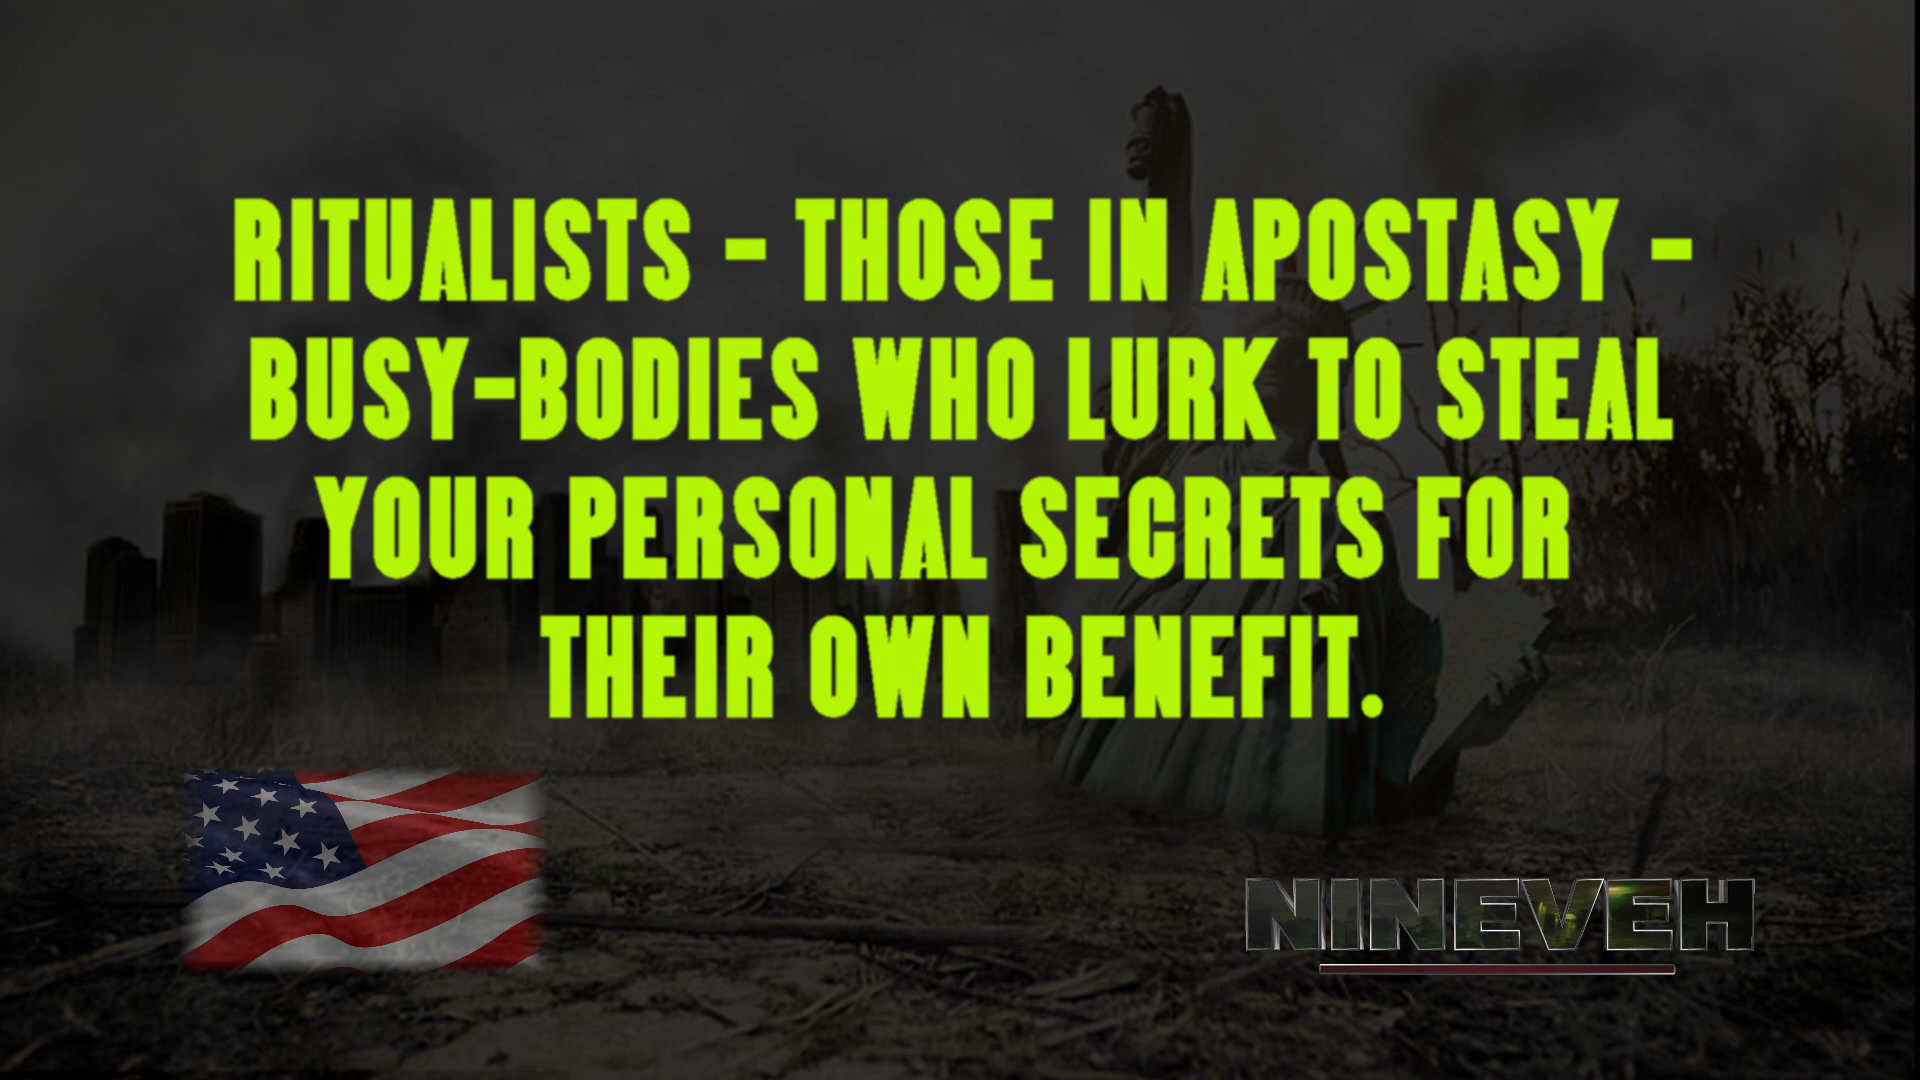 RITUALISTS - THOSE IN APOSTASY -
BUSY-BODIES WHO LURK TO STEAL
YOUR PERSONAL SECRETS FOR
THEIR OWN BENEFIT.
NINEVEH